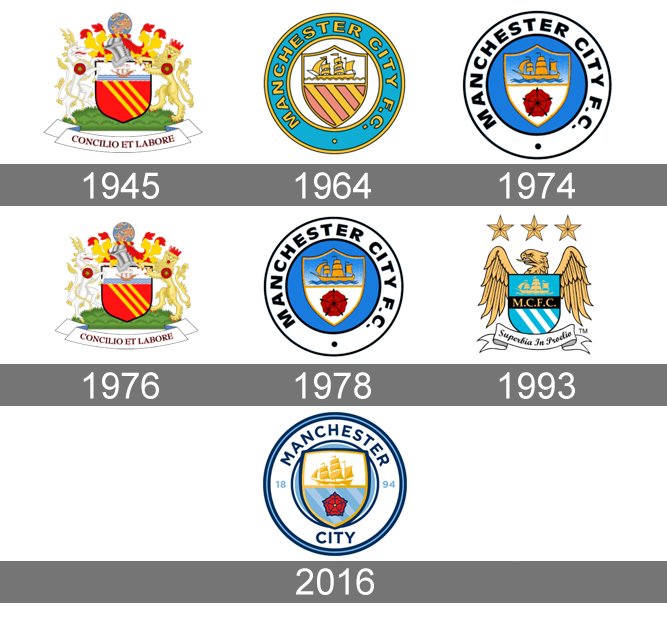 CONCILIO ET LABORE
MANCHESTER CITY F.C.
MANCHESTER CITY F.C.
1945
1964
1974
CONCILIO ET LABORE
MANCHESTER CITY F.C.
M.C.F.C.
Superbia In Proelio
TM
1976
1978
1993
MANCHESTER
18 94
CITY
2016